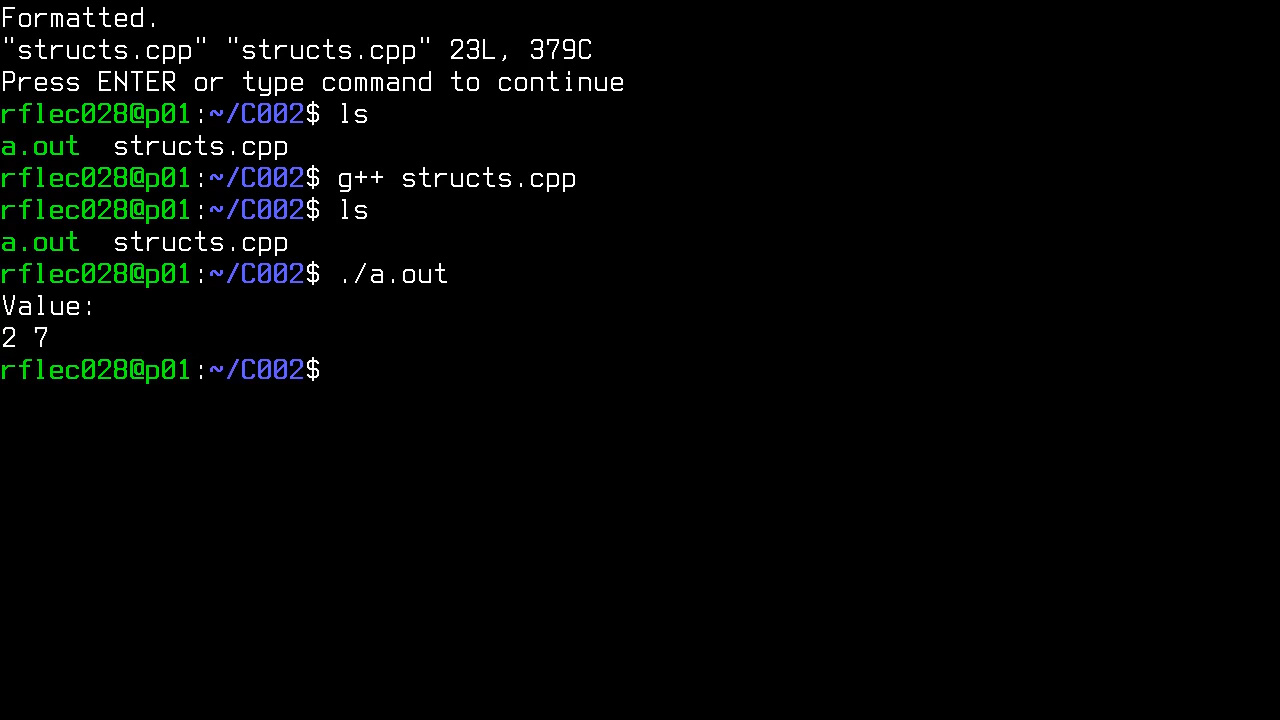 Formatted.
"structs.cpp" "structs.cpp" 23L, 379C
Press ENTER or type command to continue
rflec028@p01:~/C002$ ls
a.out  structs.cpp
rflec028@p01:~/C002$ g++ structs.cpp
rflec028@p01:~/C002$ ls
a.out  structs.cpp
rflec028@p01:~/C002$ ./a.out
Value:
2 7
rflec028@p01:~/C002$